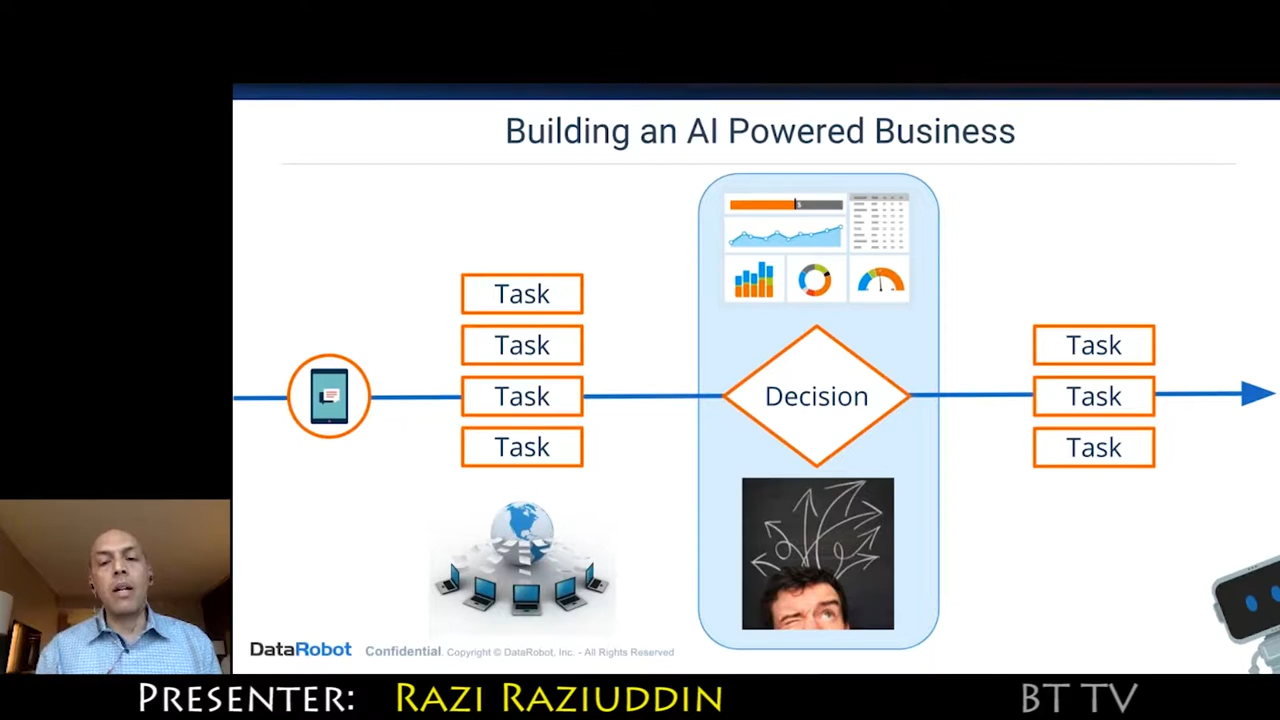 Building an AI Powered Business
Task
Task
Task
Task
Decision
Task
Task
Task
DataRobot Confidential. Copyright © DataRobot, Inc. - All Rights Reserved
PRESENTER: RAZI RAZIUDDIN BT TV